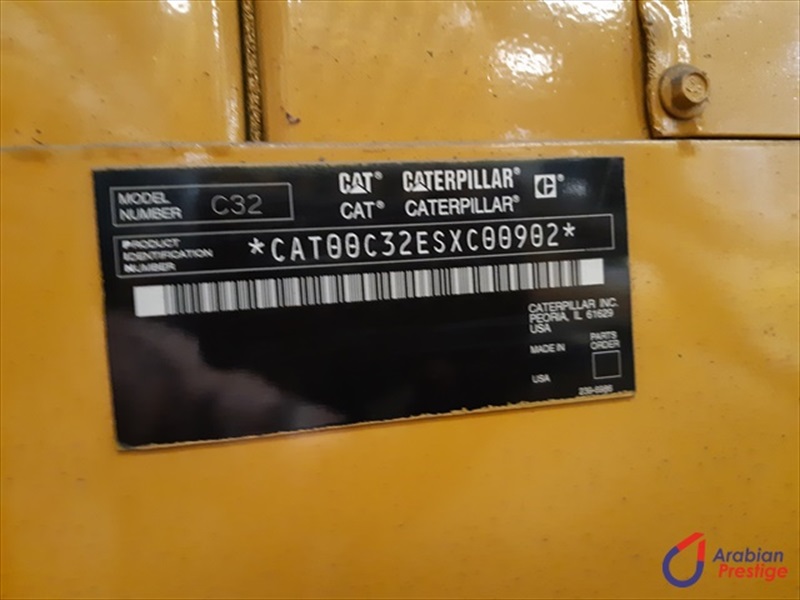 MODEL NUMBER C32
CAT® CATERPILLAR®
CAT® CATERPILLAR®
PRODUCT IDENTIFICATION NUMBER *CAT00C32ESXC00902*
CATERPILLAR INC.
PEORIA, IL 61629
USA
MADE IN
PARTS ORDER
USA
Arabian
Prestige